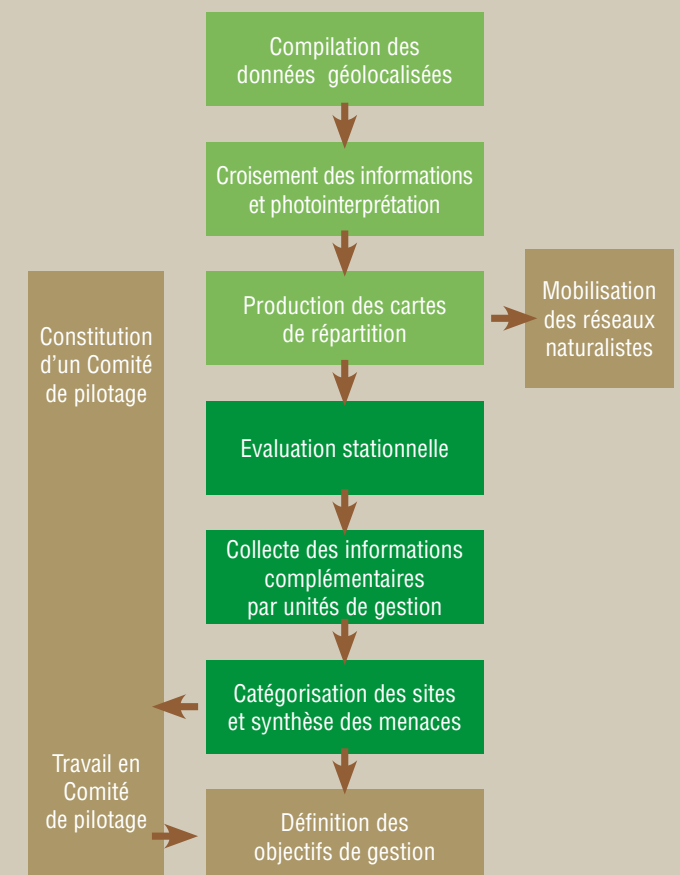 Compilation des
données géolocalisées
Croisement des informations
et photointerprétation
Production des cartes
de répartition
Mobilisation
des réseaux
naturalistes
Constitution
d'un Comité
de pilotage
Evaluation stationnelle
Collecte des informations
complémentaires
par unités de gestion
Catégorisation des sites
et synthèse des menaces
Travail en
Comité
de pilotage
Définition des
objectifs de gestion